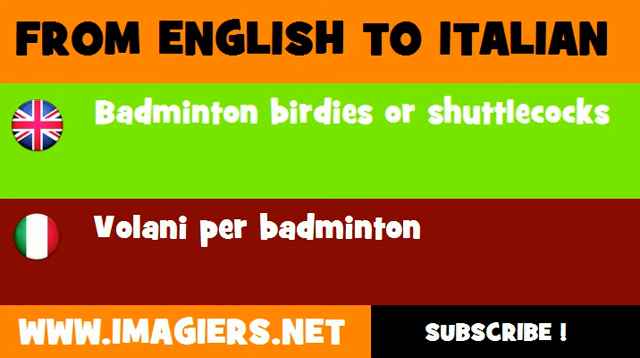 FROM ENGLISH TO ITALIAN
Badminton birdies or shuttlecocks
Volani per badminton
WWW.IMAGIERS.NET
SUBSCRIBE !